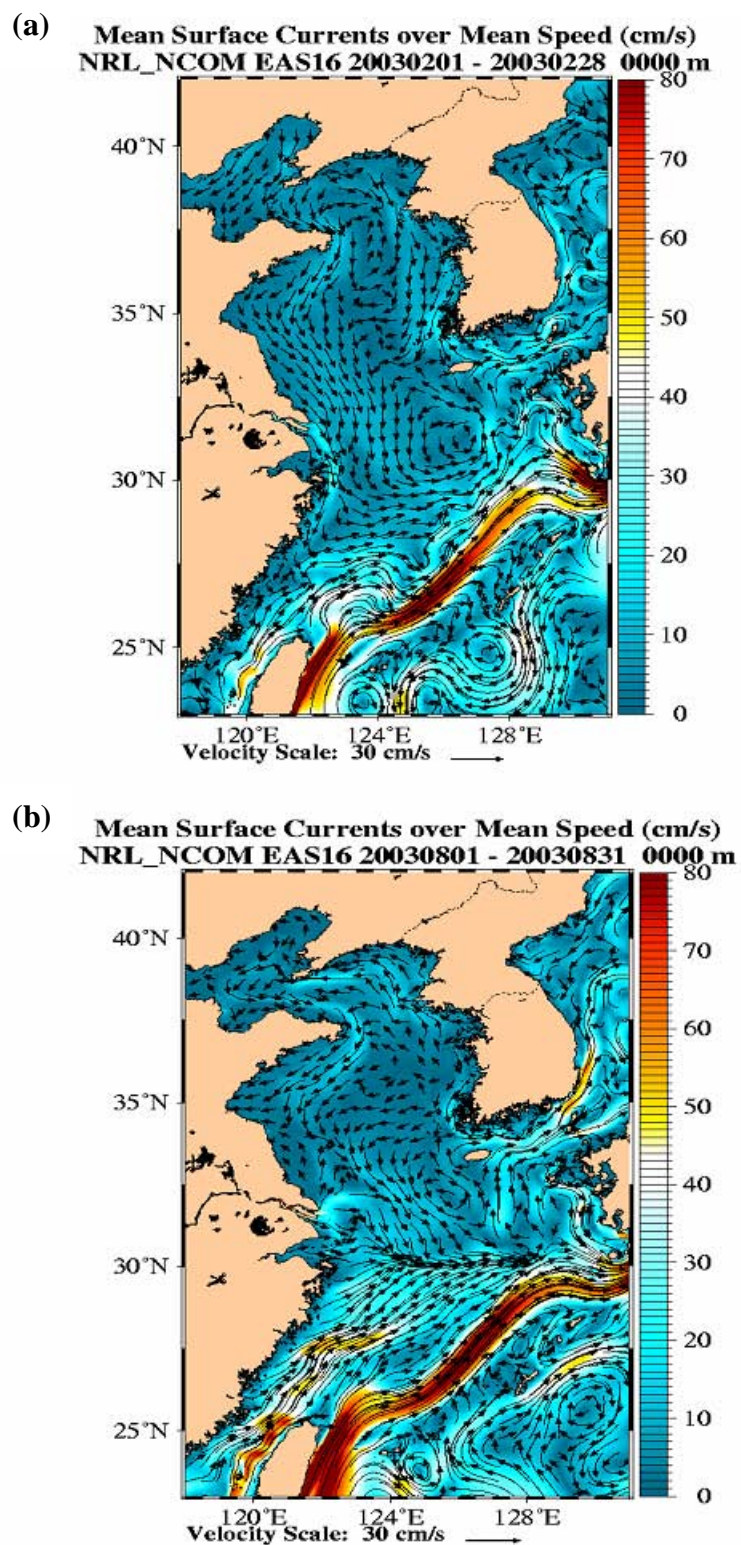 (a)
Mean Surface Currents over Mean Speed (cm/s)
NRL_NCOM EAS16 20030201 - 20030228 0000 m
80
40°N
70
60
35°N
50
40
30°N
30
20
25°N
10
0
120°E 124°E 128°E
Velocity Scale: 30 cm/s
(b)
Mean Surface Currents over Mean Speed (cm/s)
NRL_NCOM EAS16 20030801 - 20030831 0000 m
80
40°N
70
60
35°N
50
40
30°N
30
20
25°N
10
0
120°E 124°E 128°E
Velocity Scale: 30 cm/s